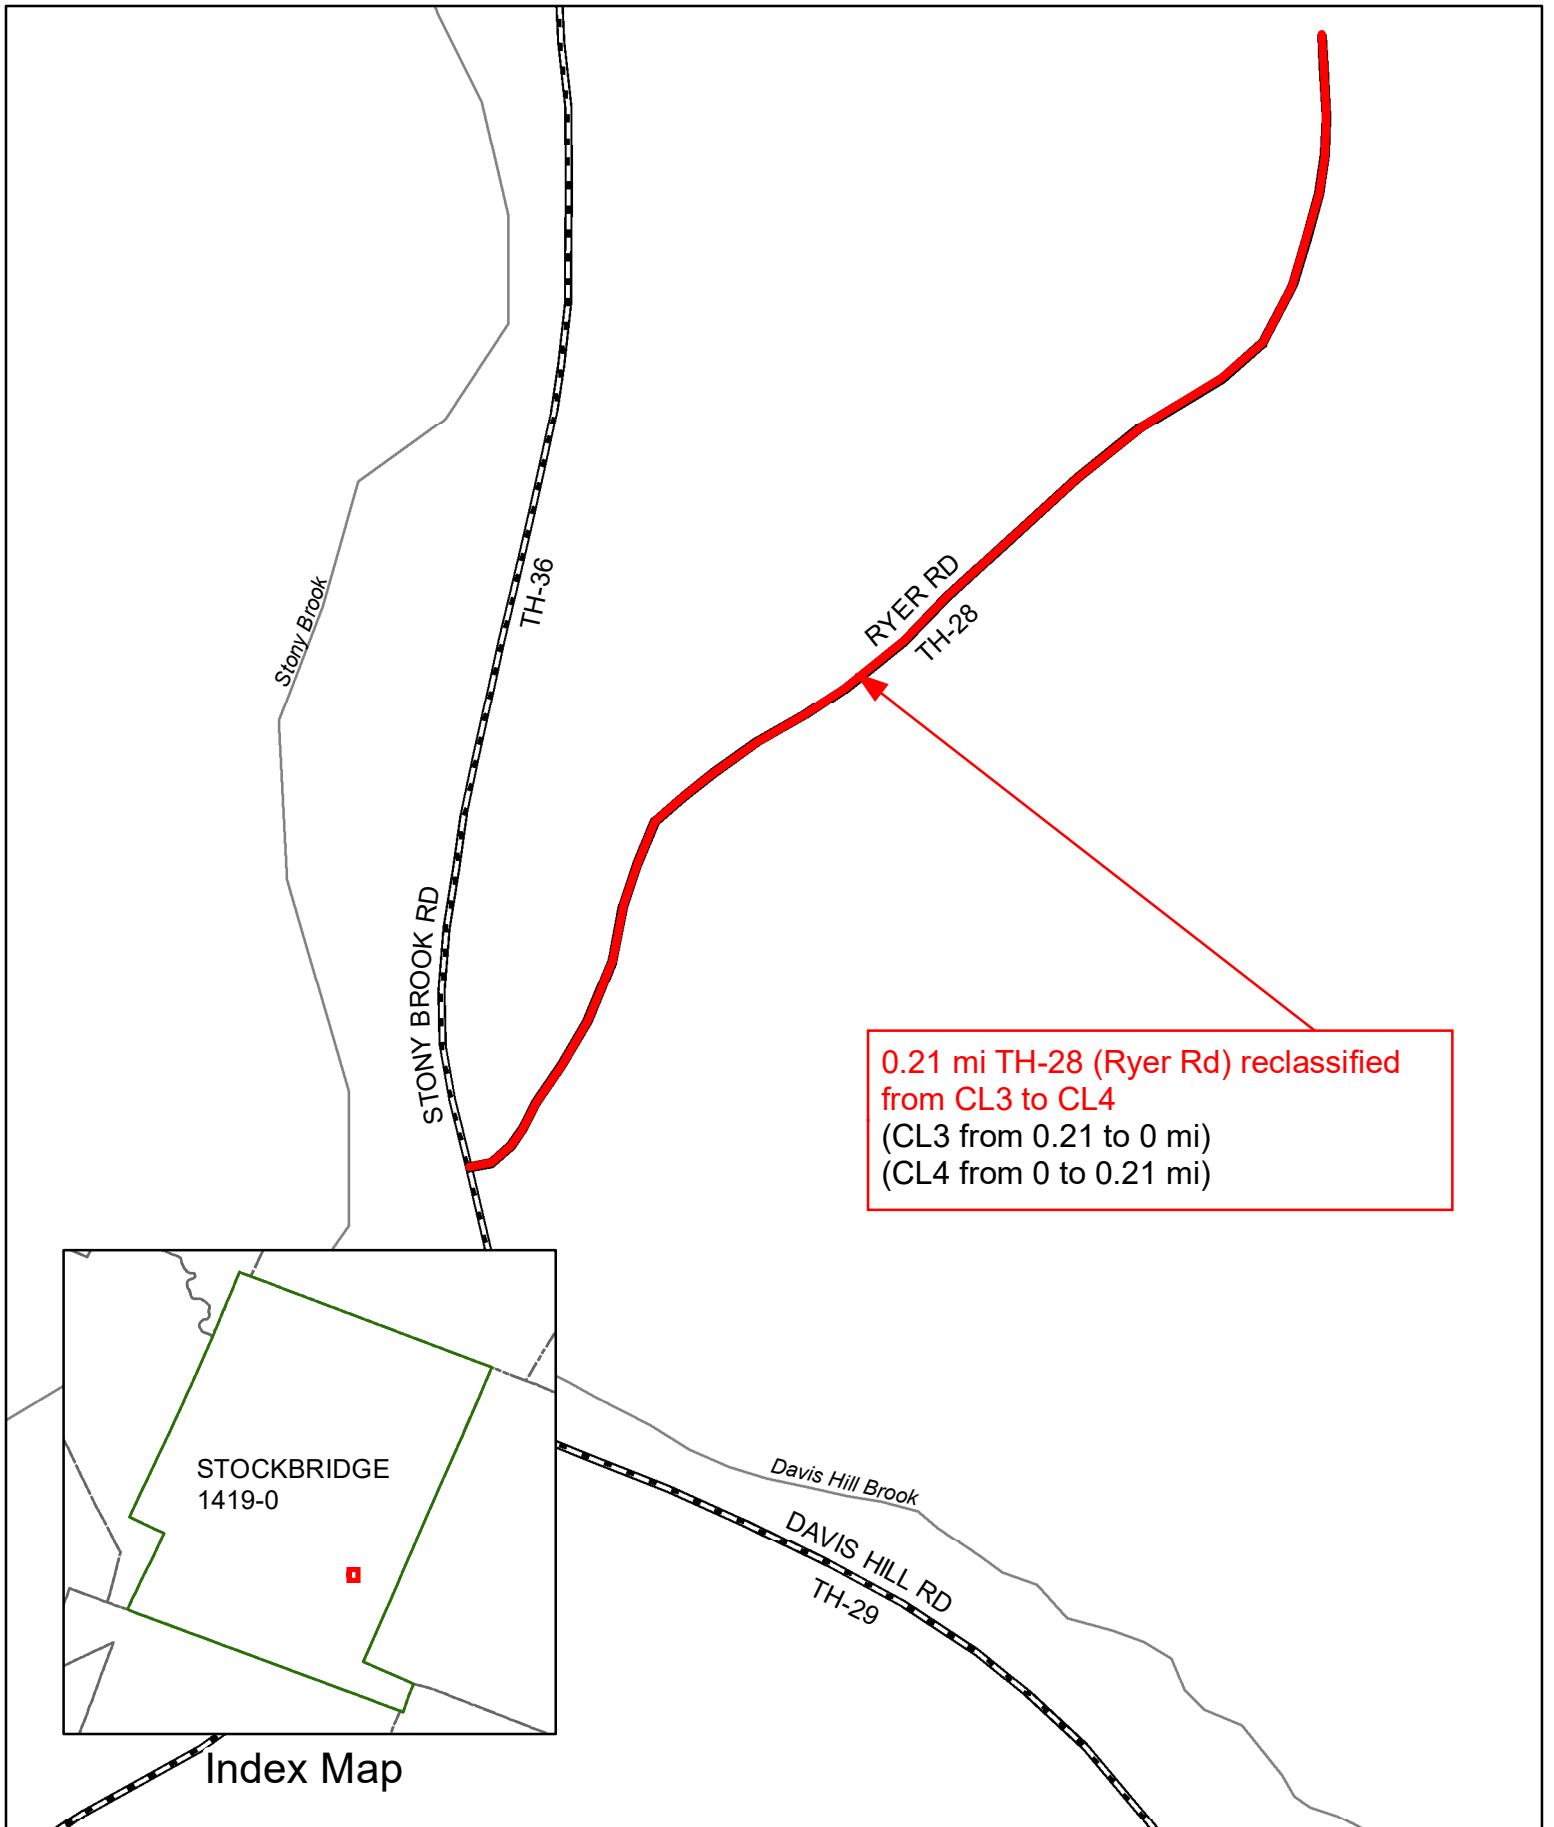 Stony Brook
TH-36
RYER RD
TH-28
STONY BROOK RD
0.21 mi TH-28 (Ryer Rd) reclassified
from CL3 to CL4
(CL3 from 0.21 to 0 mi)
(CL4 from 0 to 0.21 mi)
STOCKBRIDGE
1419-0
Davis Hill Brook
DAVIS HILL RD
TH-29
Index Map